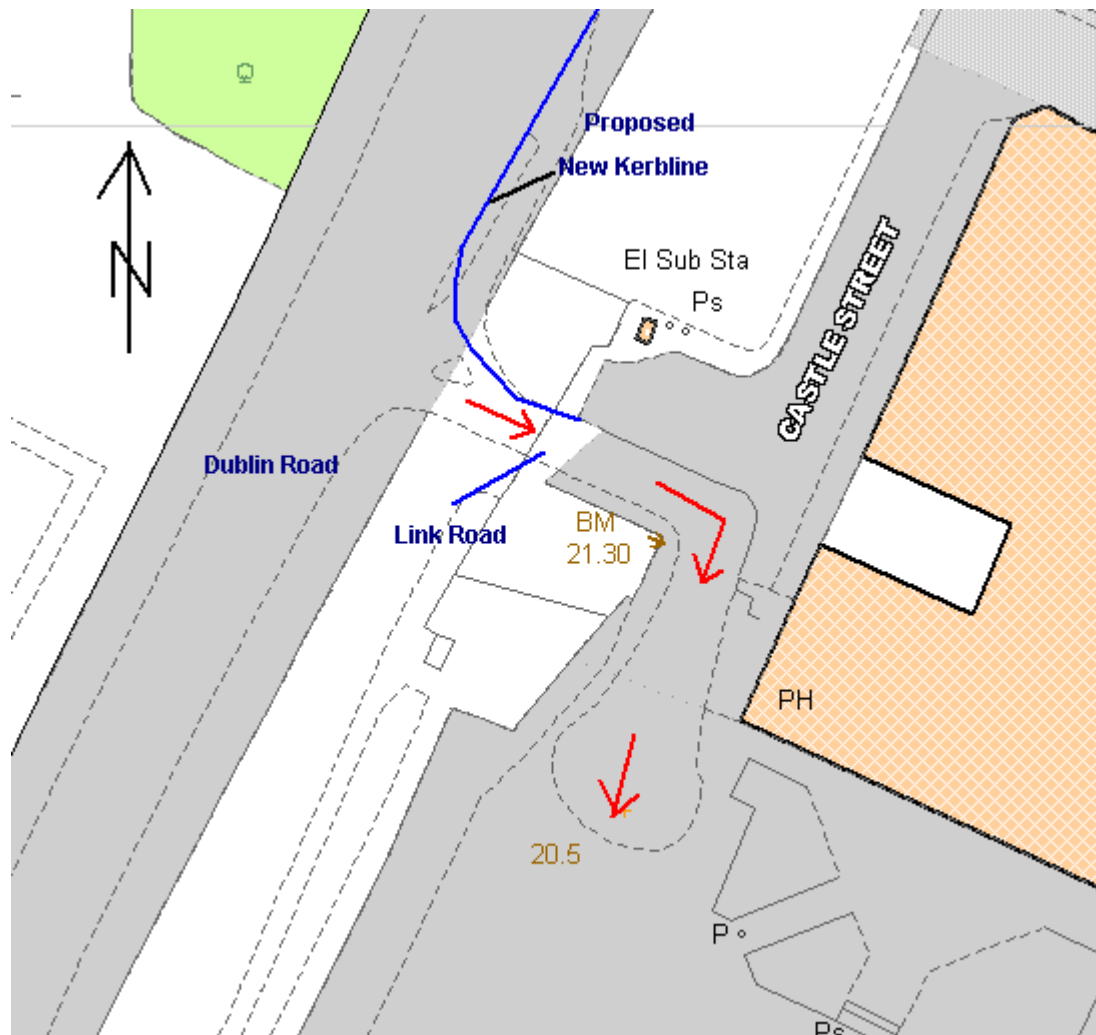 Proposed
New Kerbline
N
El Sub Sta
Ps
CASTLE STREET
Dublin Road
Link Road
BM
21.30
PH
20.5
P
Ps